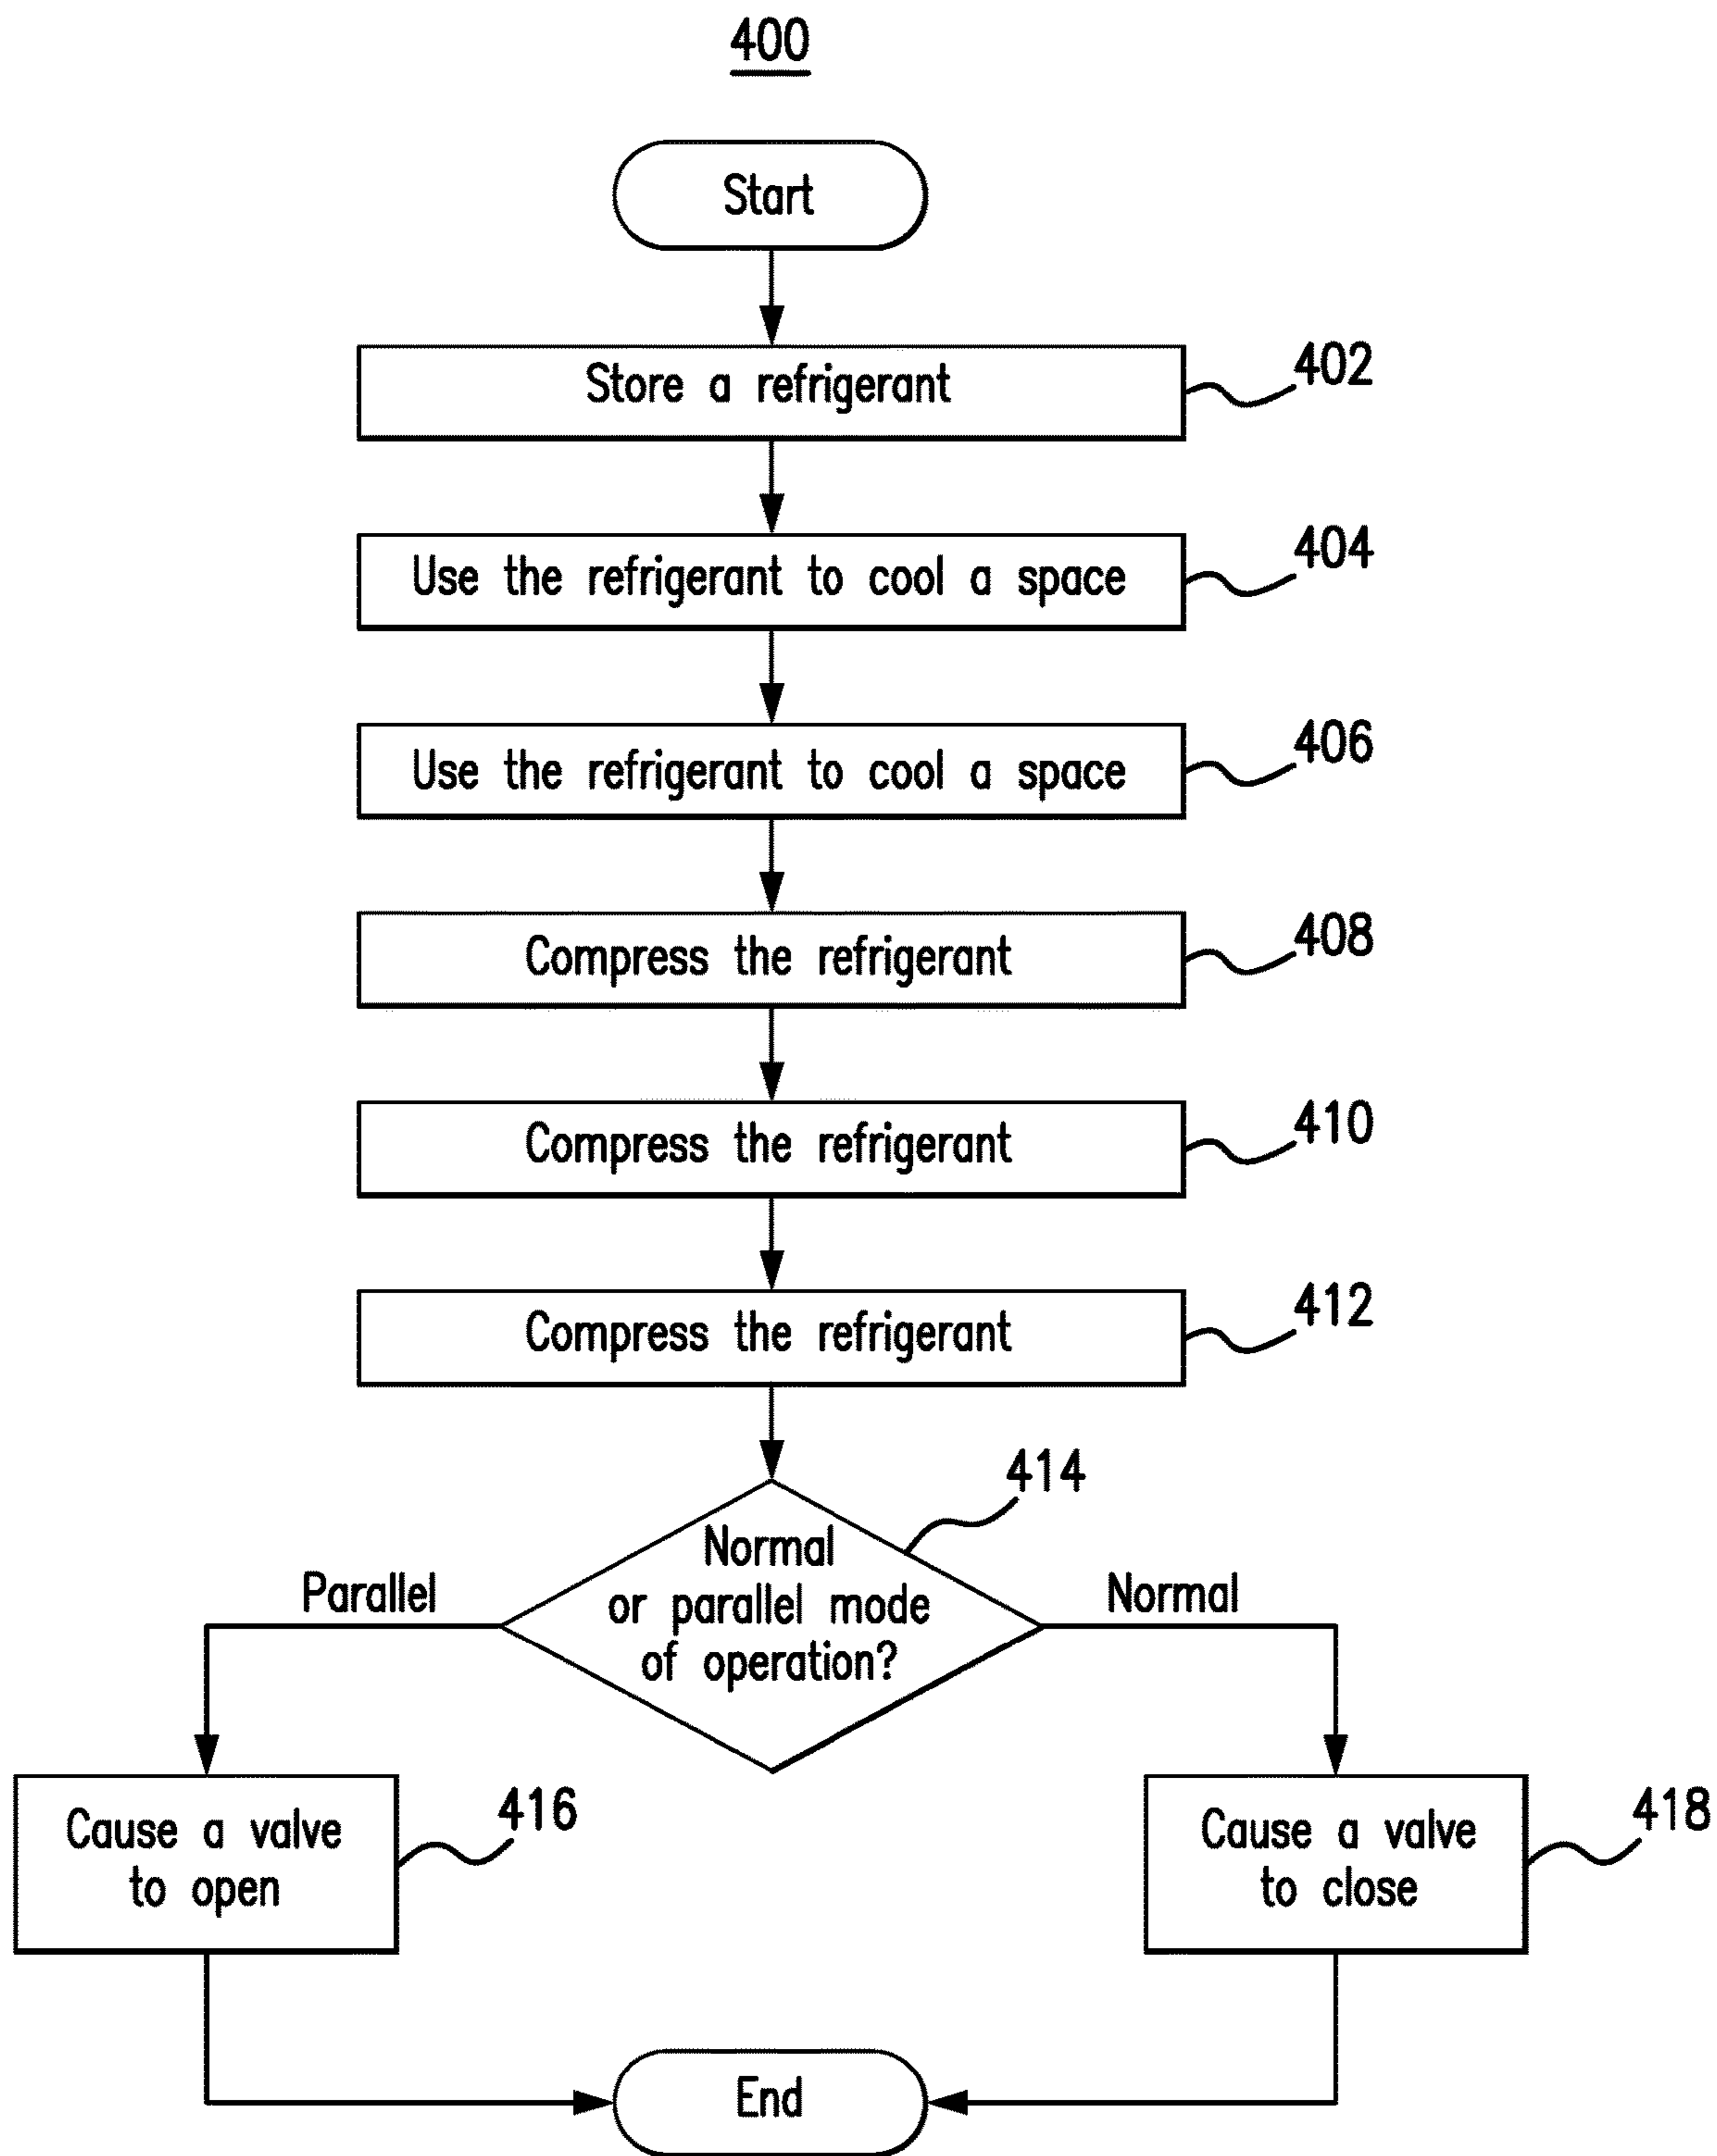 400
Start
Store a refrigerant
402
Use the refrigerant to cool a space
404
Use the refrigerant to cool a space
406
Compress the refrigerant
408
Compress the refrigerant
410
Compress the refrigerant
412
414
Normal
or parallel mode
of operation?
Parallel
Normal
Cause a valve
to open
416
Cause a valve
to close
418
End